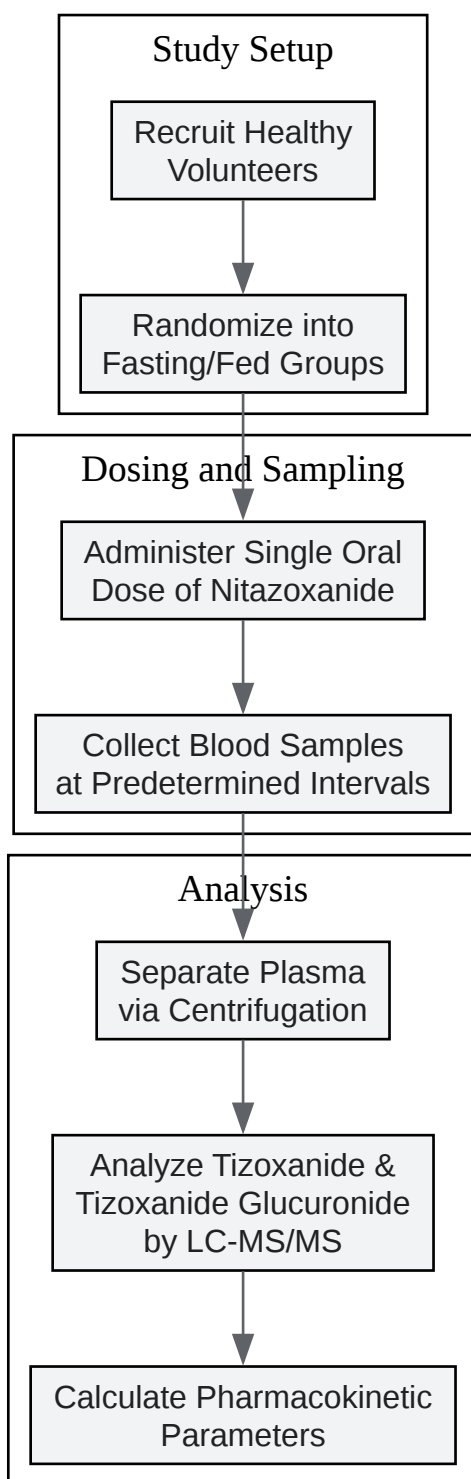 Study Setup
Recruit Healthy
Volunteers
Randomize into
Fasting/Fed Groups
Dosing and Sampling
Administer Single Oral
Dose of Nitazoxanide
Collect Blood Samples
at Predetermined Intervals
Analysis
Separate Plasma
via Centrifugation
Analyze Tizoxanide &
Tizoxanide Glucuronide
by LC-MS/MS
Calculate Pharmacokinetic
Parameters